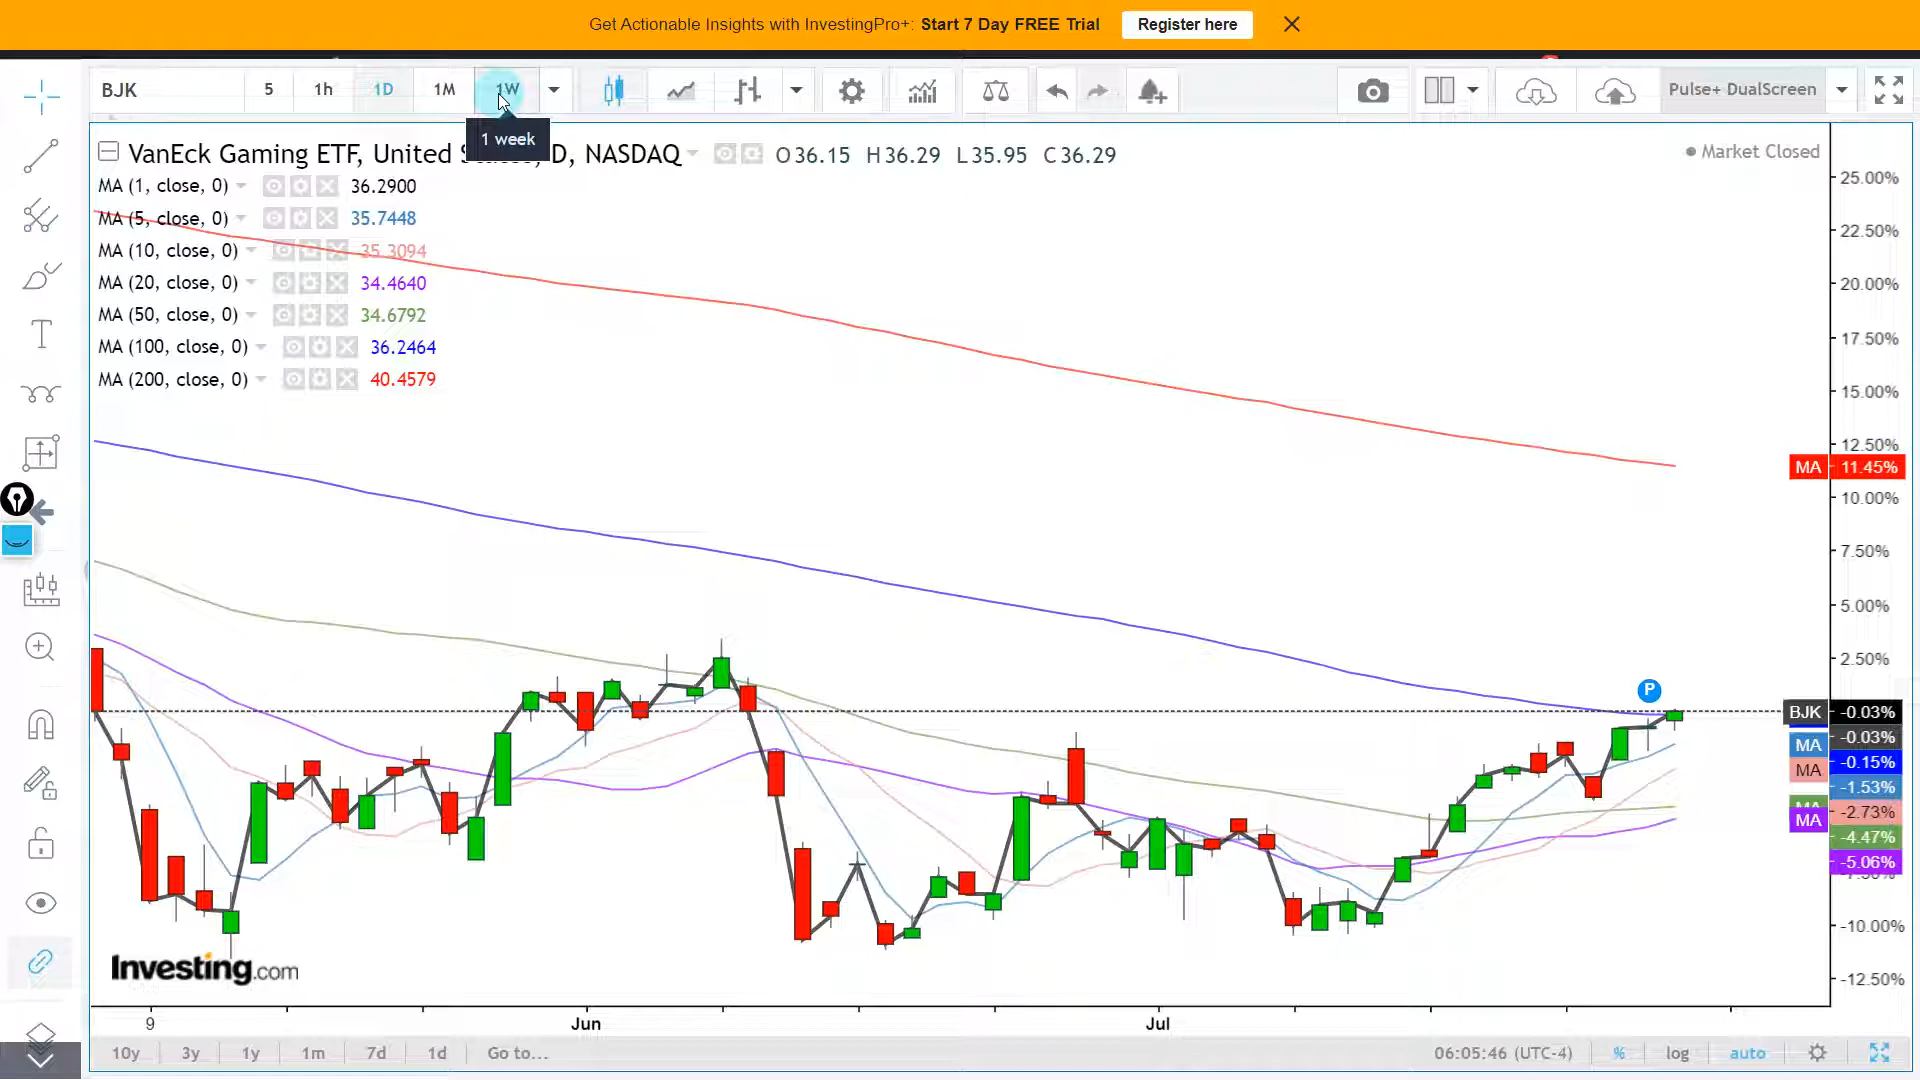 Get Actionable Insights with InvestingPro+: Start 7 Day FREE Trial Register here
BJK 5 1h 1D 1M 1W Pulse+ DualScreen
1 week
VanEck Gaming ETF, United S D, NASDAQ O36.15 H36.29 L35.95 C36.29 Market Closed
MA (1, close, 0) 36.2900
MA (5, close, 0) 35.7448
MA (10, close, 0) 35.3094
MA (20, close, 0) 34.4640
MA (50, close, 0) 34.6792
MA (100, close, 0) 36.2464
MA (200, close, 0) 40.4579
25.00%
22.50%
20.00%
17.50%
15.00%
12.50%
MA 11.45%
10.00%
7.50%
5.00%
2.50%
P
BJK -0.03%
-0.03%
MA -0.15%
MA -1.53%
-2.73%
MA -4.47%
MA -5.06%
-10.00%
-12.50%
Investing.com
9 Jun Jul
10y 3y 1y 1m 7d 1d Go to... 06:05:46 (UTC-4) % log auto